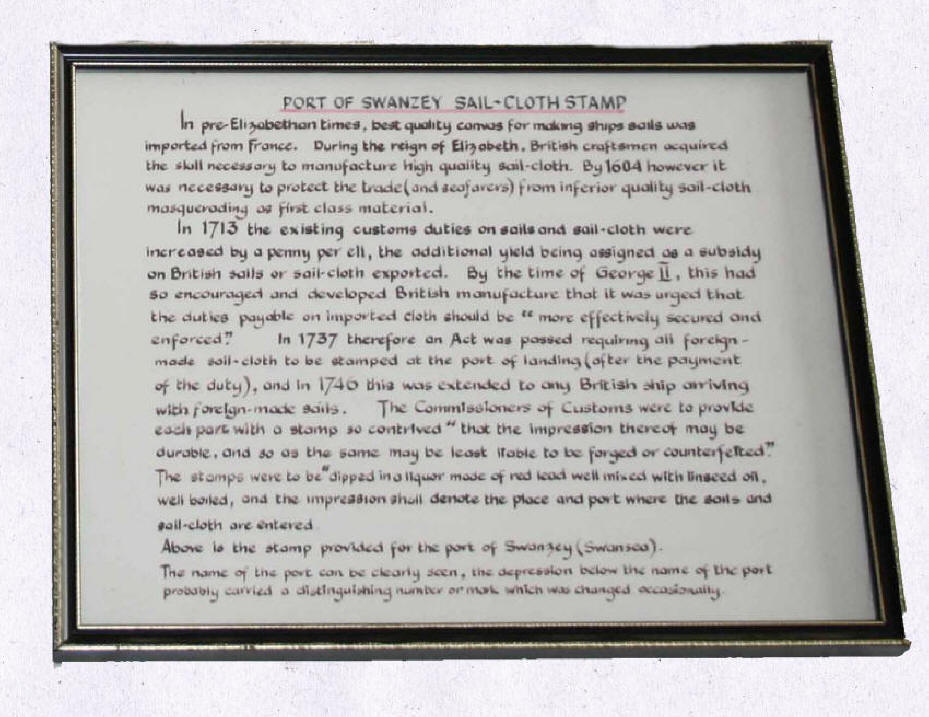 PORT OF SWANZEY SAIL-CLOTH STAMP
In pre-Elizabethan times, best quality canvas for making ships sails was
imported from France. During the reign of Elizabeth, British craftsmen acquired
the skill necessary to manufacture high quality sail-cloth. By 1604 however it
was necessary to protect the trade (and seafarers) from inferior quality sail-cloth
masquerading as first class material.
In 1713 the existing customs duties on sails and sail-cloth were
increased by a penny per ell, the additional yield being assigned as a subsidy
on British sails or sail-cloth exported. By the time of George II, this had
so encouraged and developed British manufacture that it was urged that
the duties payable on imported cloth should be "more effectively secured and
enforced." In 1737 therefore an Act was passed requiring all foreign-
made sail-cloth to be stamped at the port of landing (after the payment
of the duty), and in 1746 this was extended to any British ship arriving
with foreign-made sails. The Commissioners of Customs were to provide
each port with a stamp so contrived "that the impression thereof may be
durable, and so as the same may be least liable to be forged or counterfeited."
The stamps were to be "dipped in a liquor made of red lead well mixed with linseed oil,
well boiled, and the impression shall denote the place and port where the sails and
sail-cloth are entered.
Above is the stamp provided for the port of Swanzey (Swansea).
The name of the port can be clearly seen, the depression below the name of the port
probably carried a distinguishing number or mark which was changed occasionally.